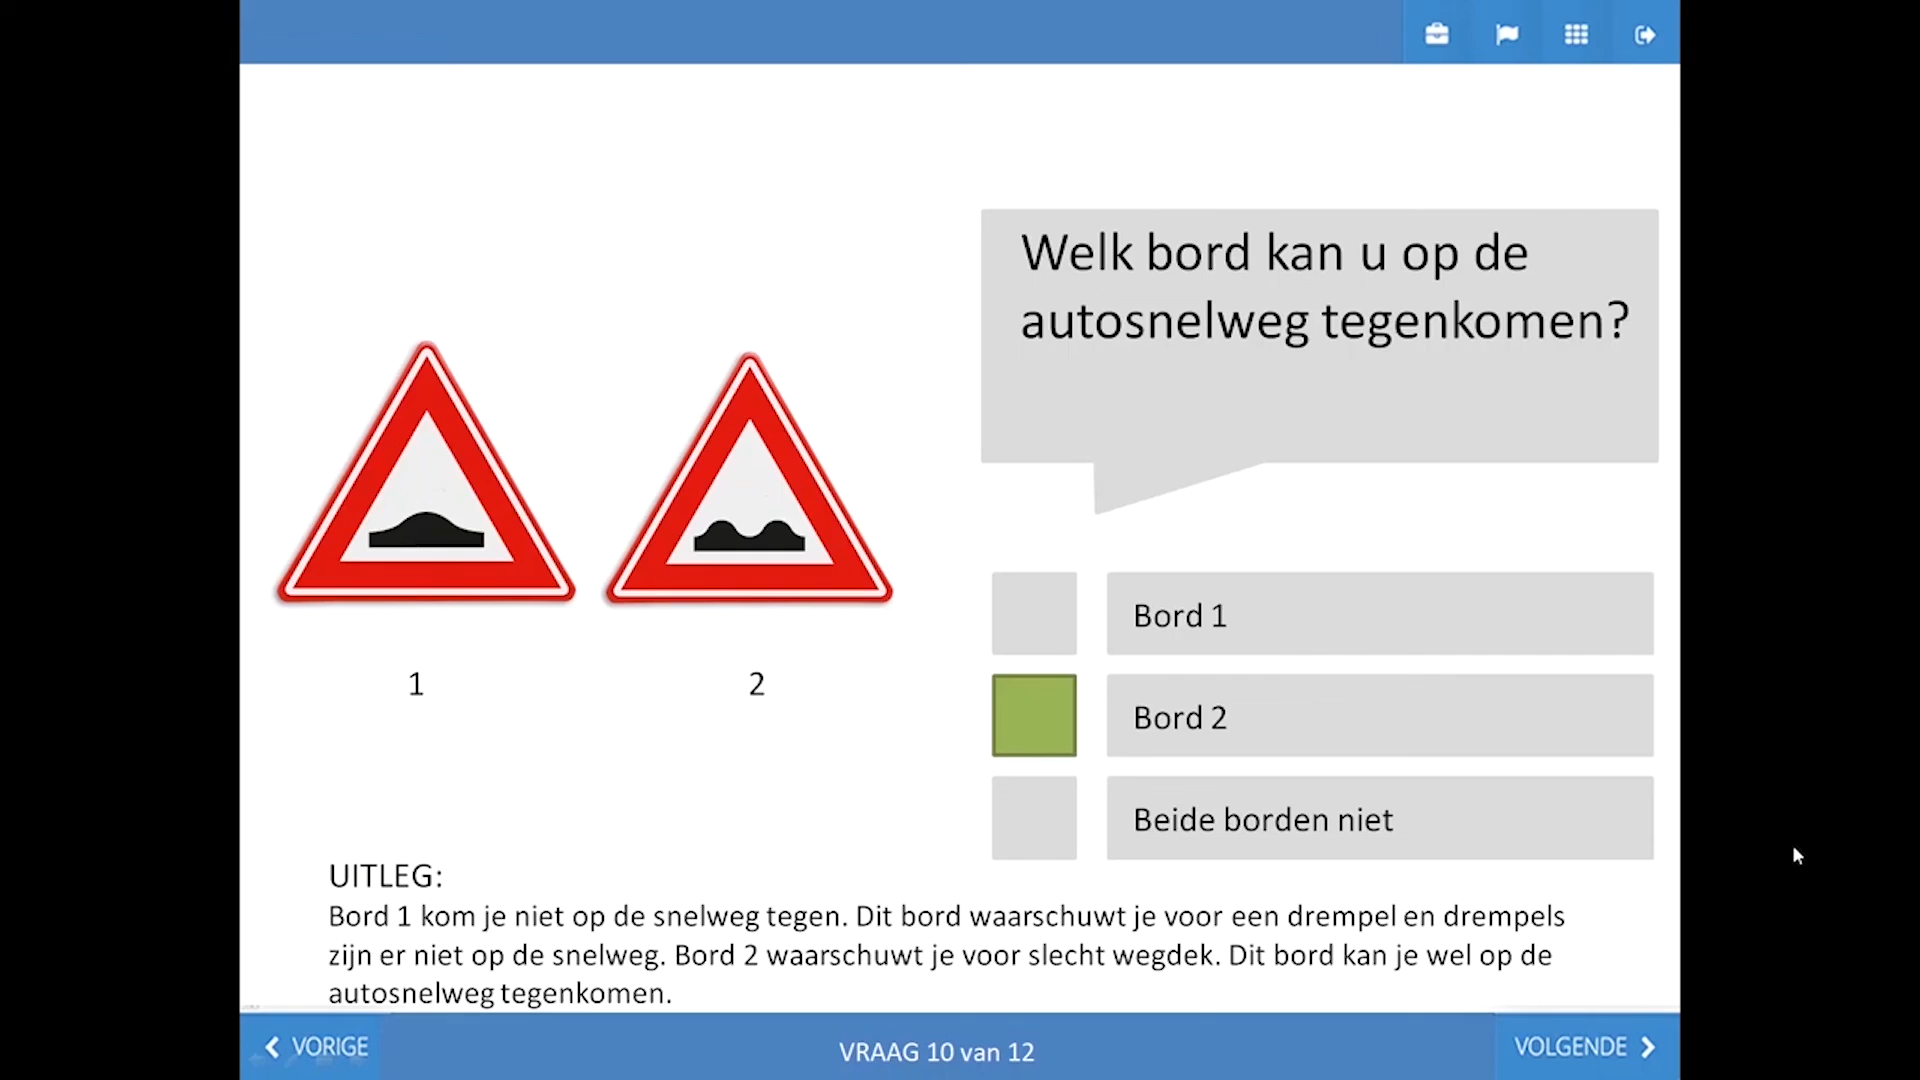 Welk bord kan u op de
autosnelweg tegenkomen?
1
2
Bord 1
Bord 2
Beide borden niet
UITLEG:
Bord 1 kom je niet op de snelweg tegen. Dit bord waarschuwt je voor een drempel en drempels
zijn er niet op de snelweg. Bord 2 waarschuwt je voor slecht wegdek. Dit bord kan je wel op de
autosnelweg tegenkomen.
VORIGE
VRAAG 10 van 12
VOLGENDE